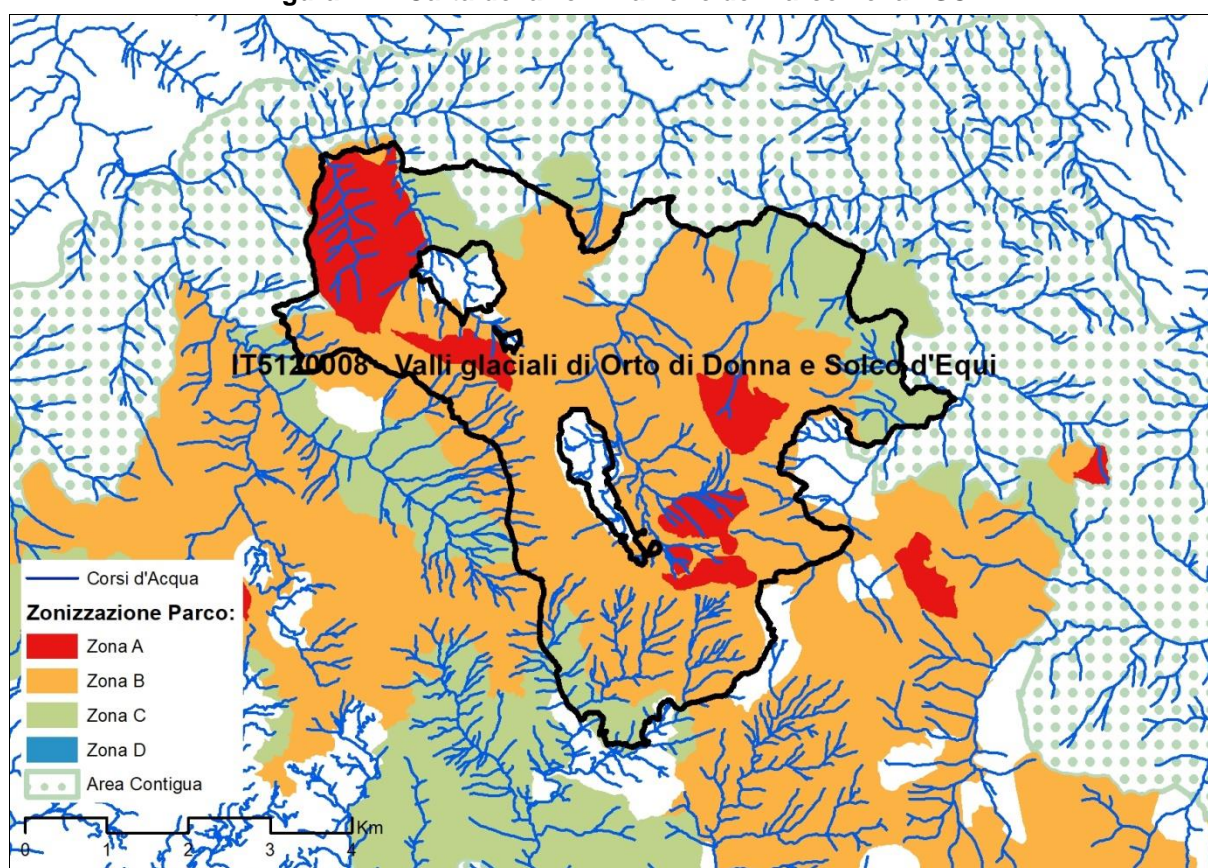 IT5120008 - Valli glaciali di Orto di Donna e Solco d'Equi
Corsi d'Acqua
Zonizzazione Parco:
Zona A
Zona B
Zona C
Zona D
Area Contigua
Km
0 1 2 3 4